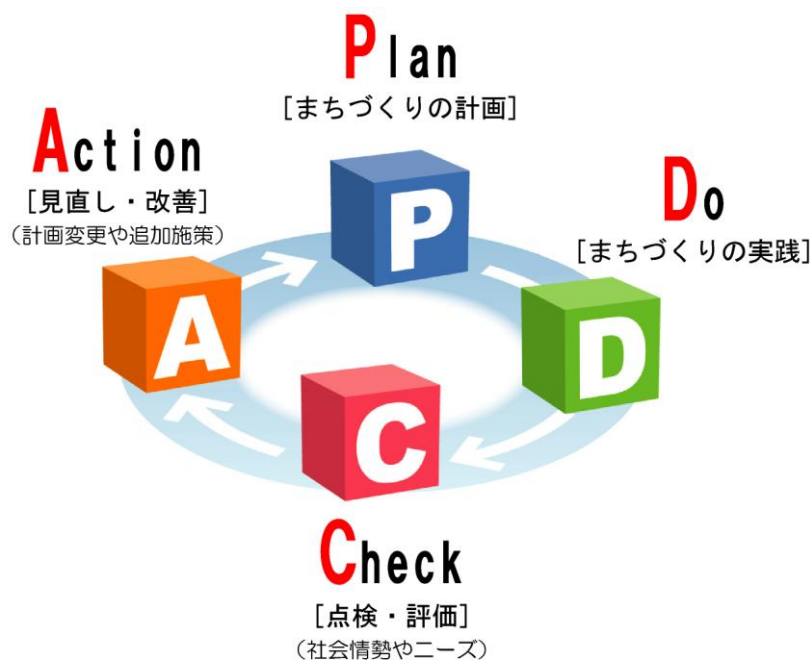 Plan
[まちづくりの計画]
Action
[見直し・改善]
（計画変更や追加施策）
Do
[まちづくりの実践]
P
A
D
C
Check
[点検・評価]
（社会情勢やニーズ）